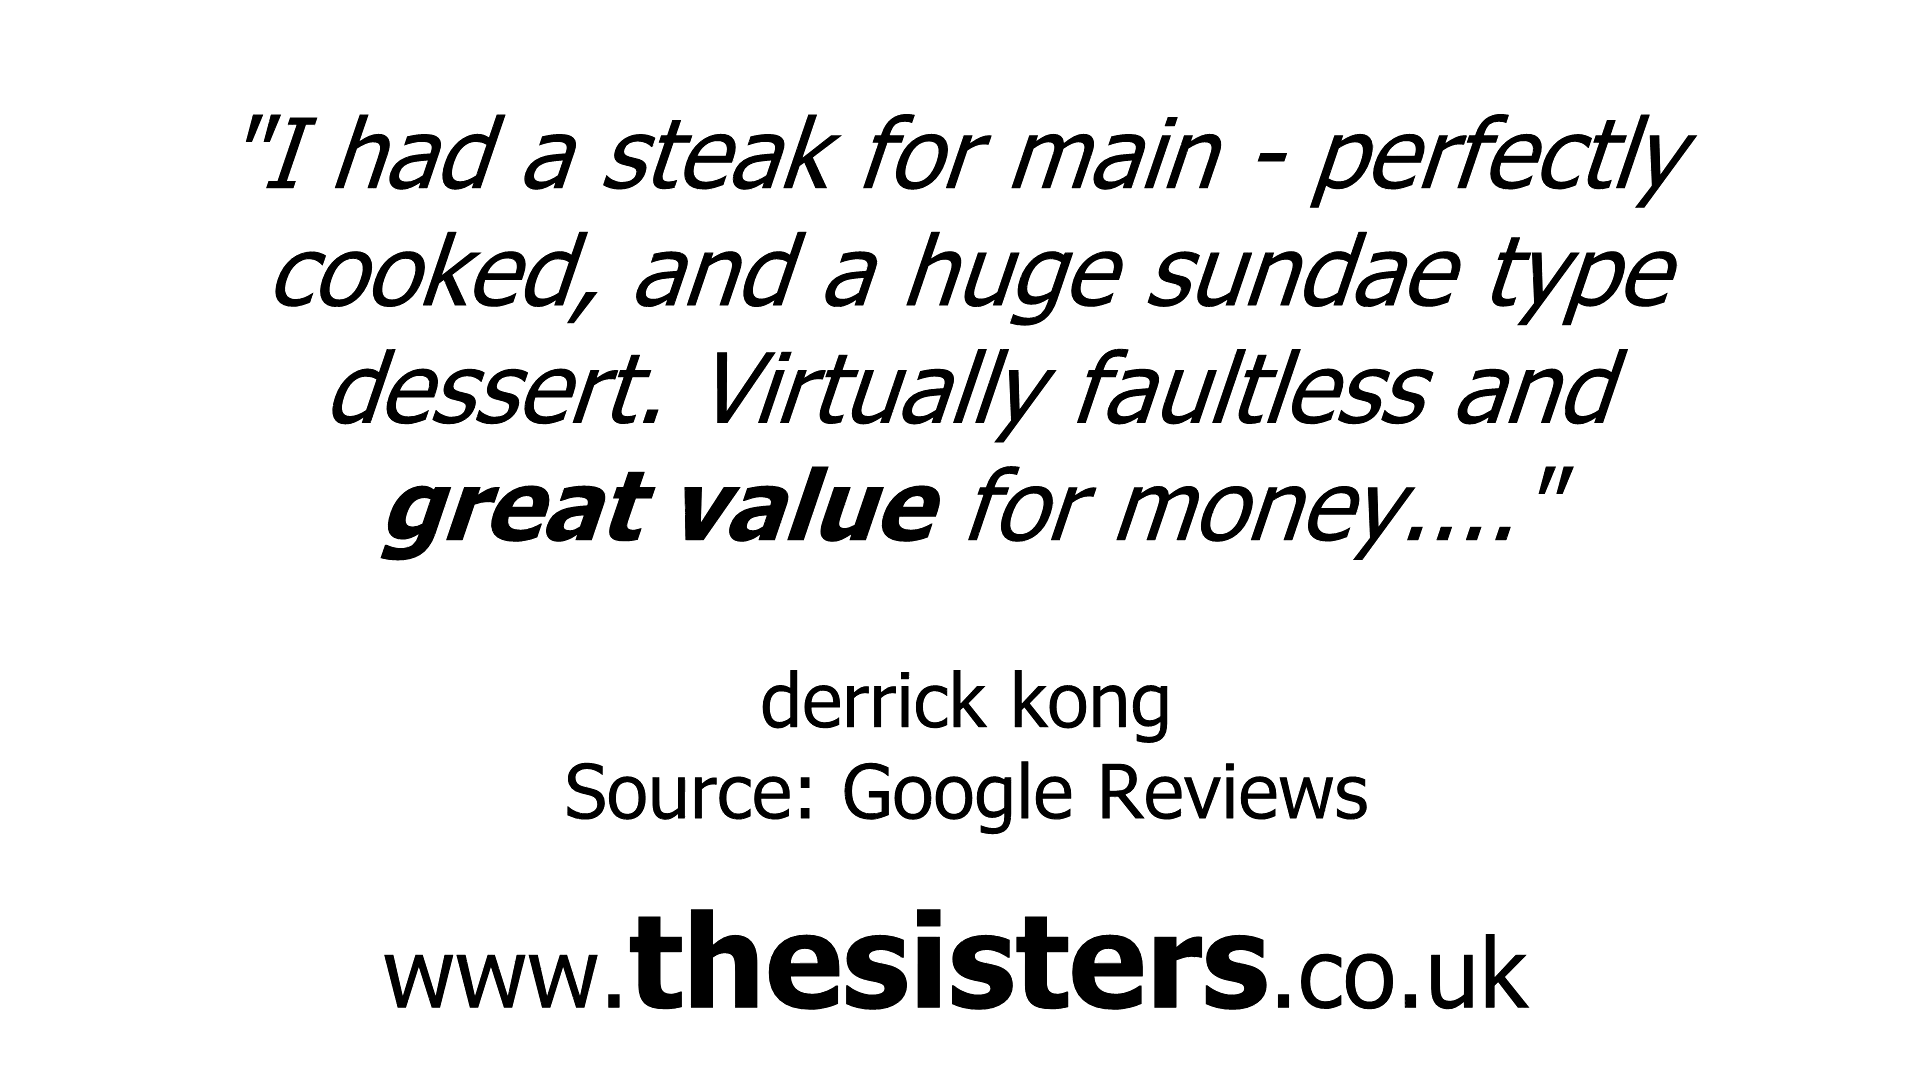 "I had a steak for main - perfectly
cooked, and a huge sundae type
dessert. Virtually faultless and
great value for money...."
derrick kong
Source: Google Reviews
www.thesisters.co.uk